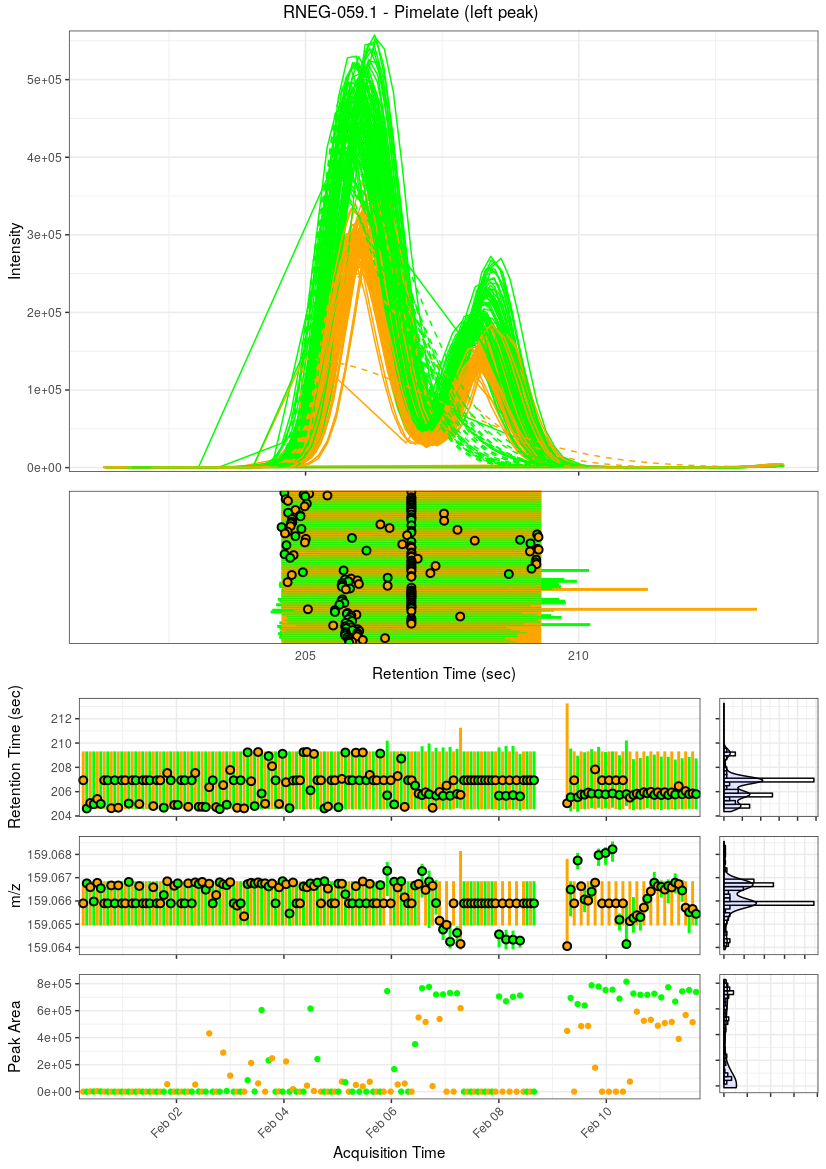 RNEG-059.1 - Pimelate (left peak)
Intensity
5e+05
4e+05
3e+05
2e+05
1e+05
0e+00
205
210
Retention Time (sec)
Retention Time (sec)
212
210
208
206
204
m/z
159.068
159.067
159.066
159.065
159.064
Peak Area
8e+05
6e+05
4e+05
2e+05
0e+00
Feb 02
Feb 04
Feb 06
Feb 08
Feb 10
Acquisition Time